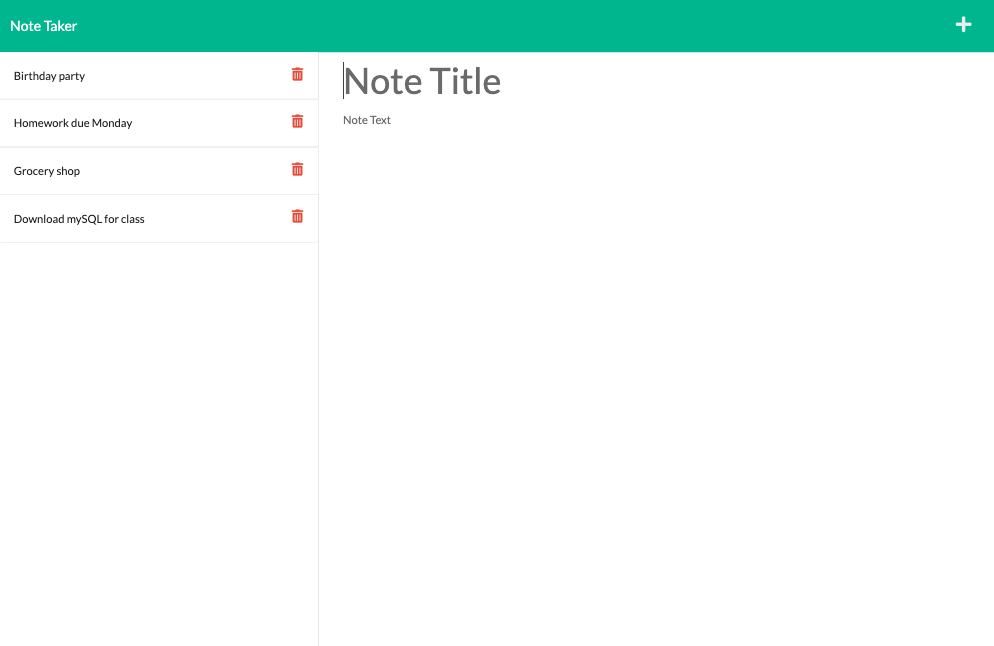 Note Taker
Birthday party
Homework due Monday
Grocery shop
Download mySQL for class
Note Title
Note Text